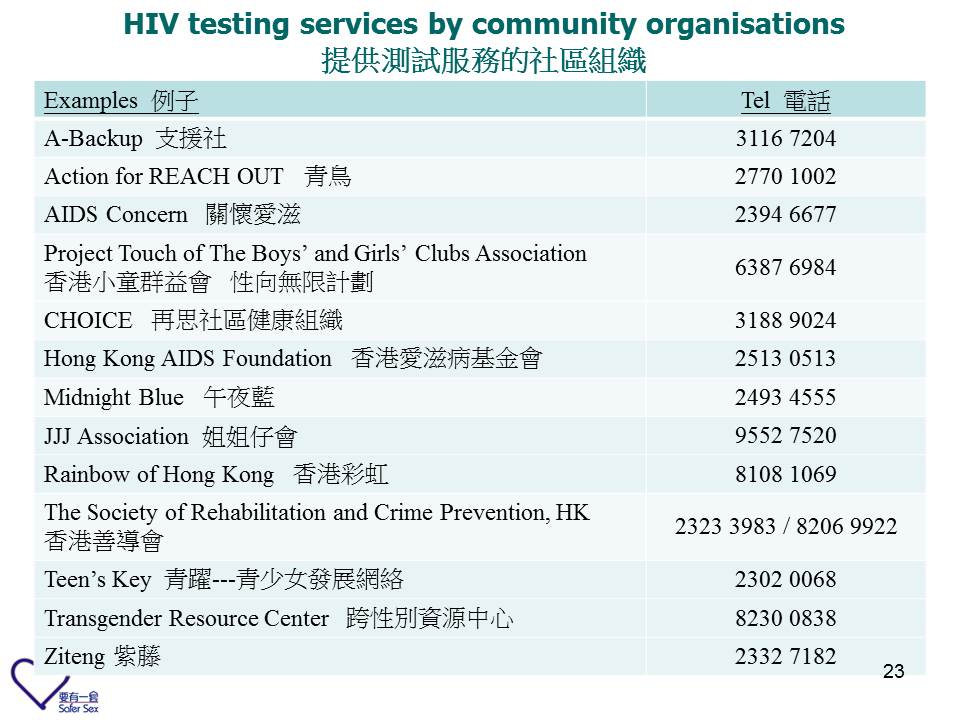 HIV testing services by community organisations
提供測試服務的社區組織
Examples 例子 Tel 電話
A-Backup 支援社 3116 7204
Action for REACH OUT 青鳥 2770 1002
AIDS Concern 關懷愛滋 2394 6677
Project Touch of The Boys’ and Girls’ Clubs Association
香港小童群益會 性向無限計劃 6387 6984
CHOICE 再思社區健康組織 3188 9024
Hong Kong AIDS Foundation 香港愛滋病基金會 2513 0513
Midnight Blue 午夜藍 2493 4555
JJJ Association 姐姐仔會 9552 7520
Rainbow of Hong Kong 香港彩虹 8108 1069
The Society of Rehabilitation and Crime Prevention, HK
香港善導會 2323 3983 / 8206 9922
Teen’s Key 青躍---青少女發展網絡 2302 0068
Transgender Resource Center 跨性別資源中心 8230 0838
Ziteng 紫藤 2332 7182
23
要有一套
Safer Sex